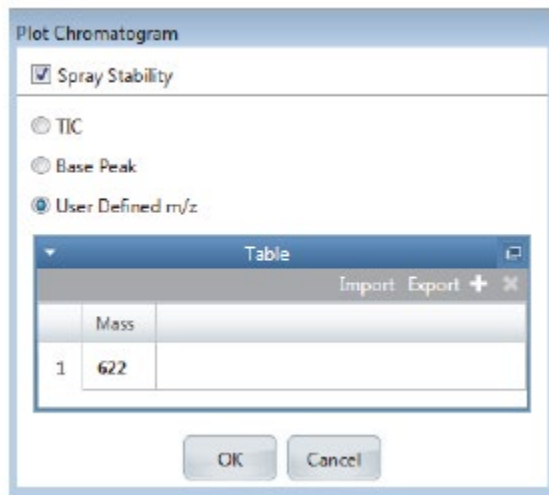 Plot Chromatogram
Spray Stability
TIC
Base Peak
User Defined m/z
Table
Import Export
Mass
1 622
OK Cancel